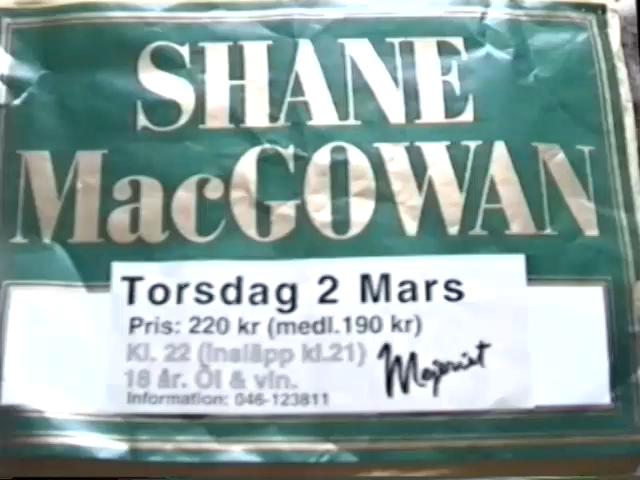 SHANE
MacGOWAN
Torsdag 2 Mars
Pris: 220 kr (medl.190 kr)
Kl. 22 (insläpp kl.21)
18 år. Öl & vin.
Information: 046-123811